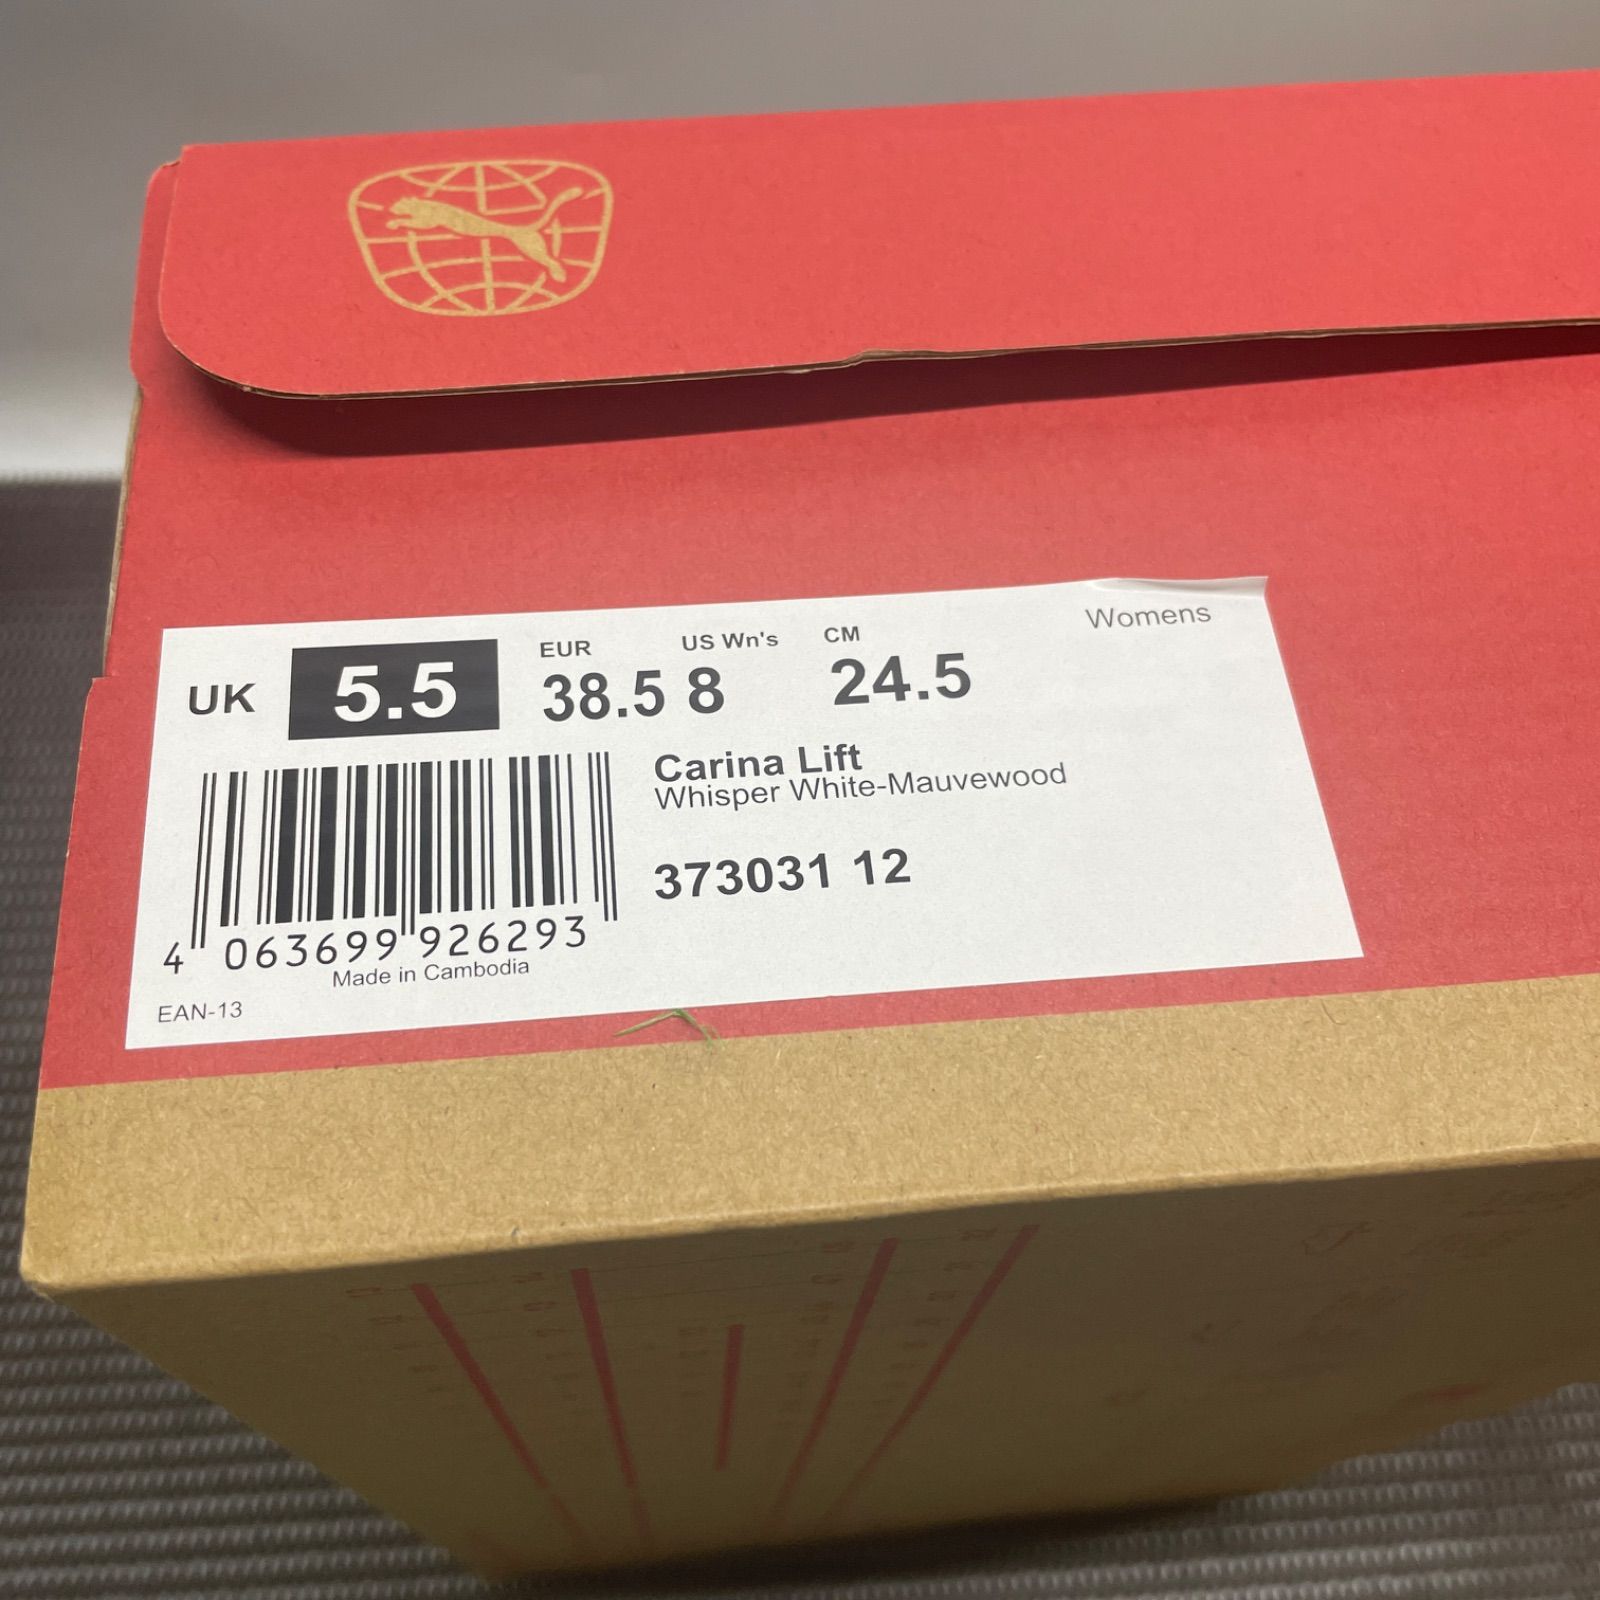 Womens
EUR US Wn's CM
UK 5.5 38.5 8 24.5
Carina Lift
Whisper White-Mauvewood
373031 12
4 063699 926293
Made in Cambodia
EAN-13